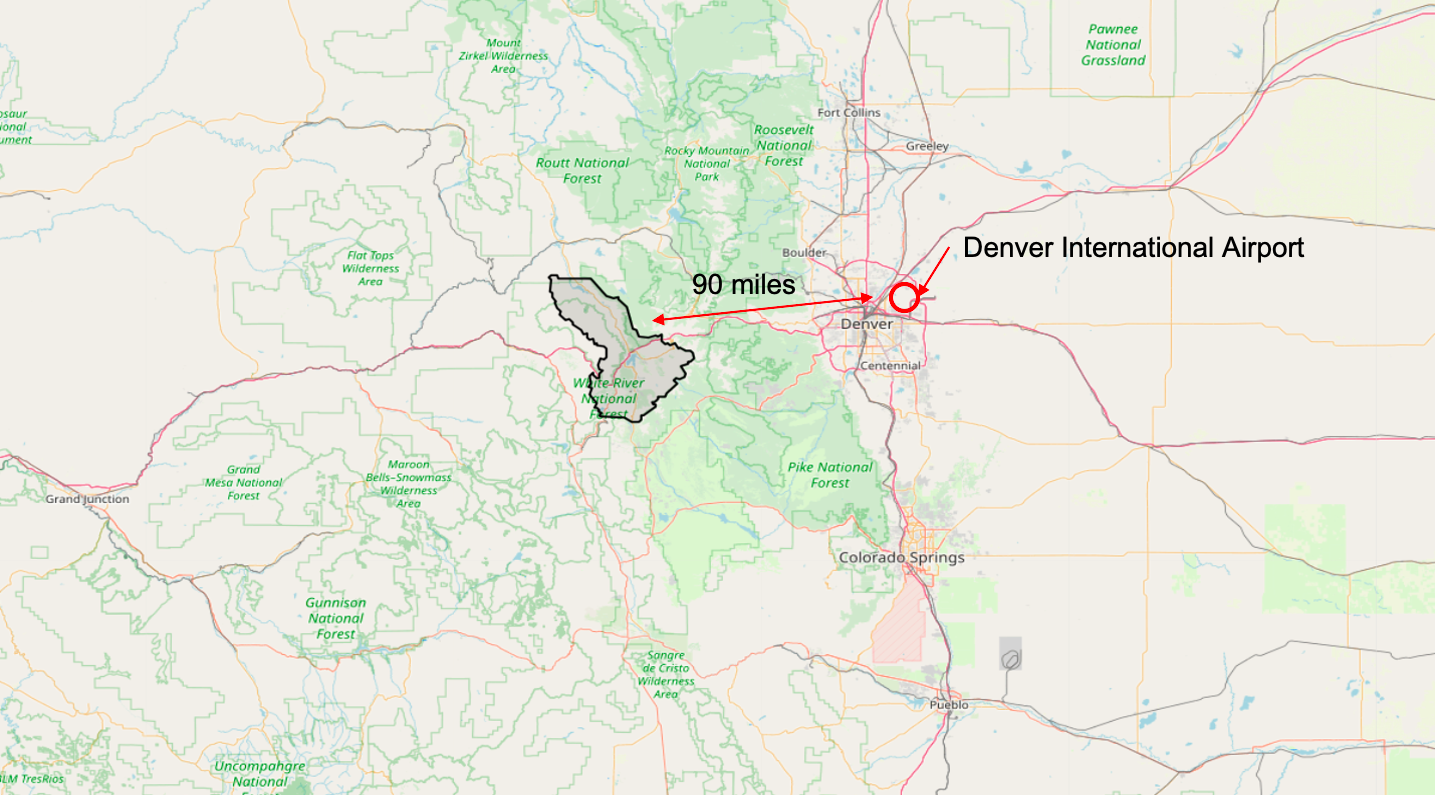 Pawnee
National
Grassland
Mount
Zirkel Wilderness
Area
Fort Collins
osaur
ional
ument
Roosevelt
National
Forest
Greeley
Rocky Mountain
National
Park
Routt National
Forest
Denver International Airport
Boulder
Flat Tops
Wilderness
Area
90 miles
Denver
Centennial
White River
National
Forest
Maroon
Bells–Snowmass
Wilderness
Area
Grand
Mesa National
Forest
Pike National
Forest
Grand Junction
Colorado Springs
Gunnison
National
Forest
Sangre
de Cristo
Wilderness
Area
Pueblo
Uncompahgre
National
Forest
BLM TresRios